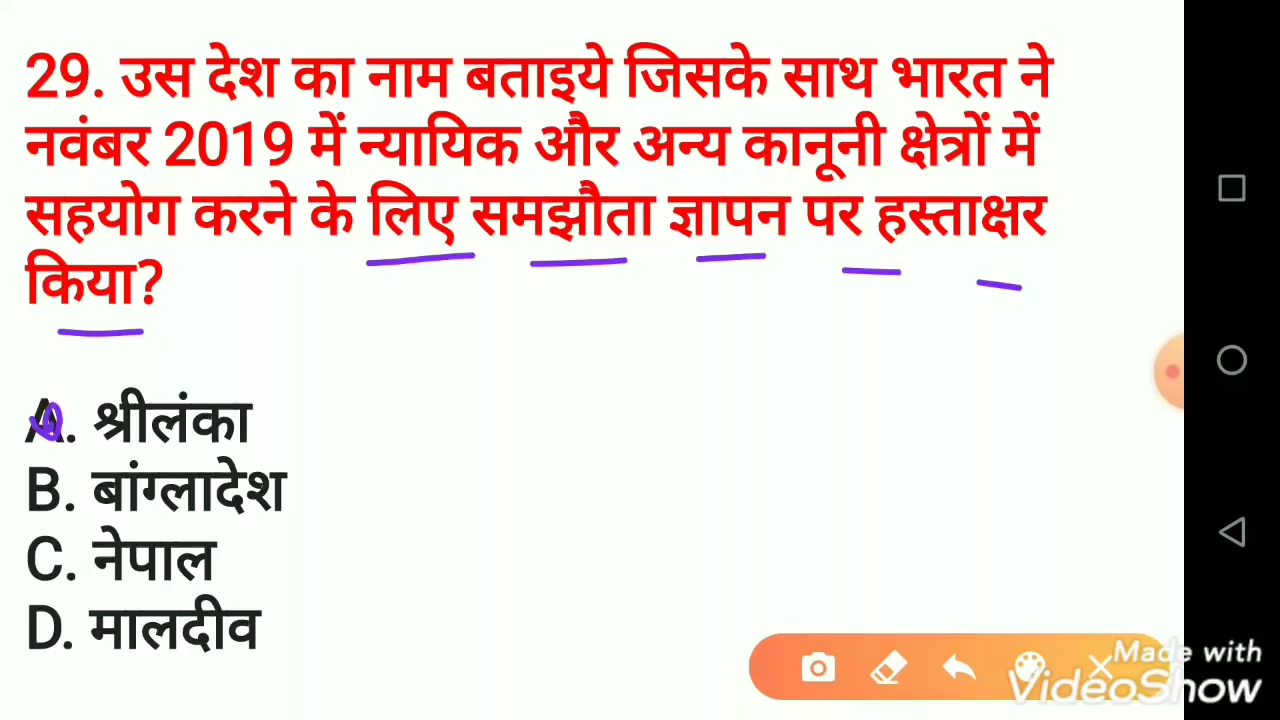 29. उस देश का नाम बताइये जिसके साथ भारत ने
नवंबर 2019 में न्यायिक और अन्य कानूनी क्षेत्रों में
सहयोग करने के लिए समझौता ज्ञापन पर हस्ताक्षर
किया?
A. श्रीलंका
B. बांग्लादेश
C. नेपाल
D. मालदीव
Made with
VideoShow